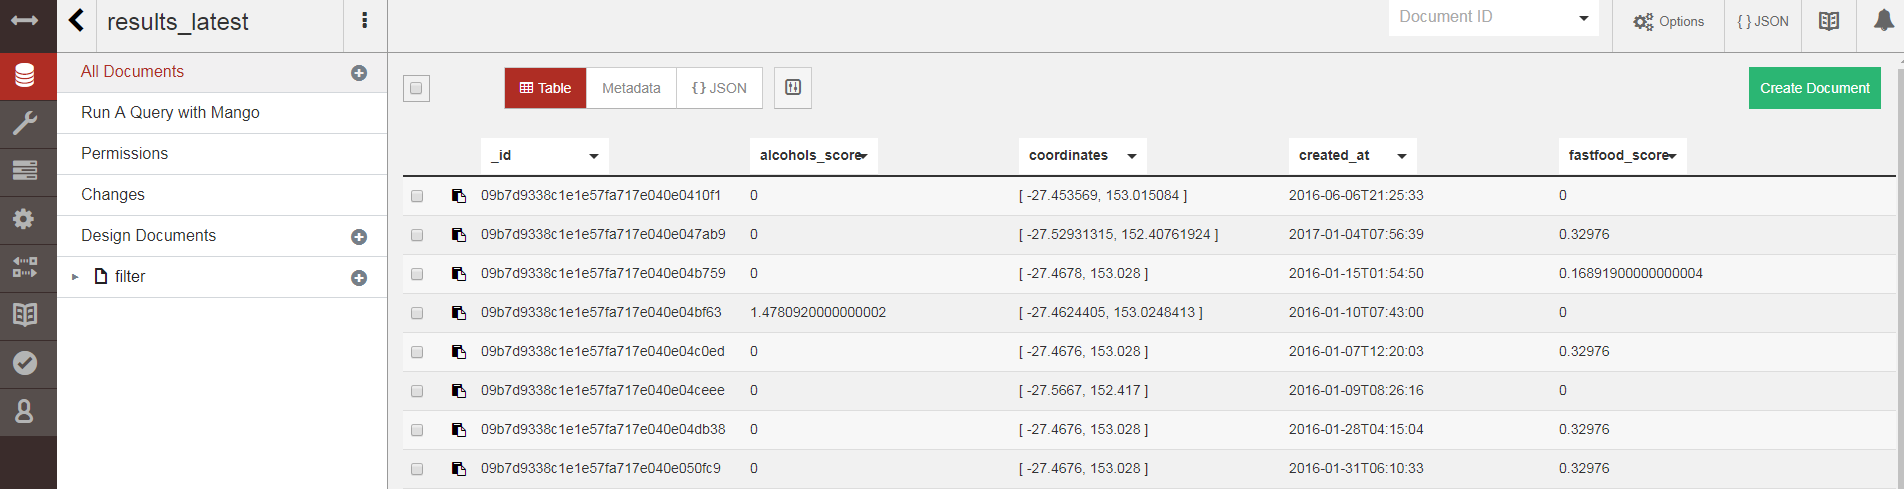 results_latest
Document ID
Options
{ } JSON
All Documents
Run A Query with Mango
Permissions
Changes
Design Documents
filter
Table Metadata { } JSON
Create Document
_id alcohols_score coordinates created_at fastfood_score
09b7d9338c1e1e57fa717e040e0410f1 0 [ -27.453569, 153.015084 ] 2016-06-06T21:25:33 0
09b7d9338c1e1e57fa717e040e047ab9 0 [ -27.52931315, 152.40761924 ] 2017-01-04T07:56:39 0.32976
09b7d9338c1e1e57fa717e040e04b759 0 [ -27.4678, 153.028 ] 2016-01-15T01:54:50 0.16891900000000004
09b7d9338c1e1e57fa717e040e04bf63 1.4780920000000002 [ -27.4624405, 153.0248413 ] 2016-01-10T07:43:00 0
09b7d9338c1e1e57fa717e040e04c0ed 0 [ -27.4676, 153.028 ] 2016-01-07T12:20:03 0.32976
09b7d9338c1e1e57fa717e040e04ceee 0 [ -27.5667, 152.417 ] 2016-01-09T08:26:16 0
09b7d9338c1e1e57fa717e040e04db38 0 [ -27.4676, 153.028 ] 2016-01-28T04:15:04 0.32976
09b7d9338c1e1e57fa717e040e050fc9 0 [ -27.4676, 153.028 ] 2016-01-31T06:10:33 0.32976